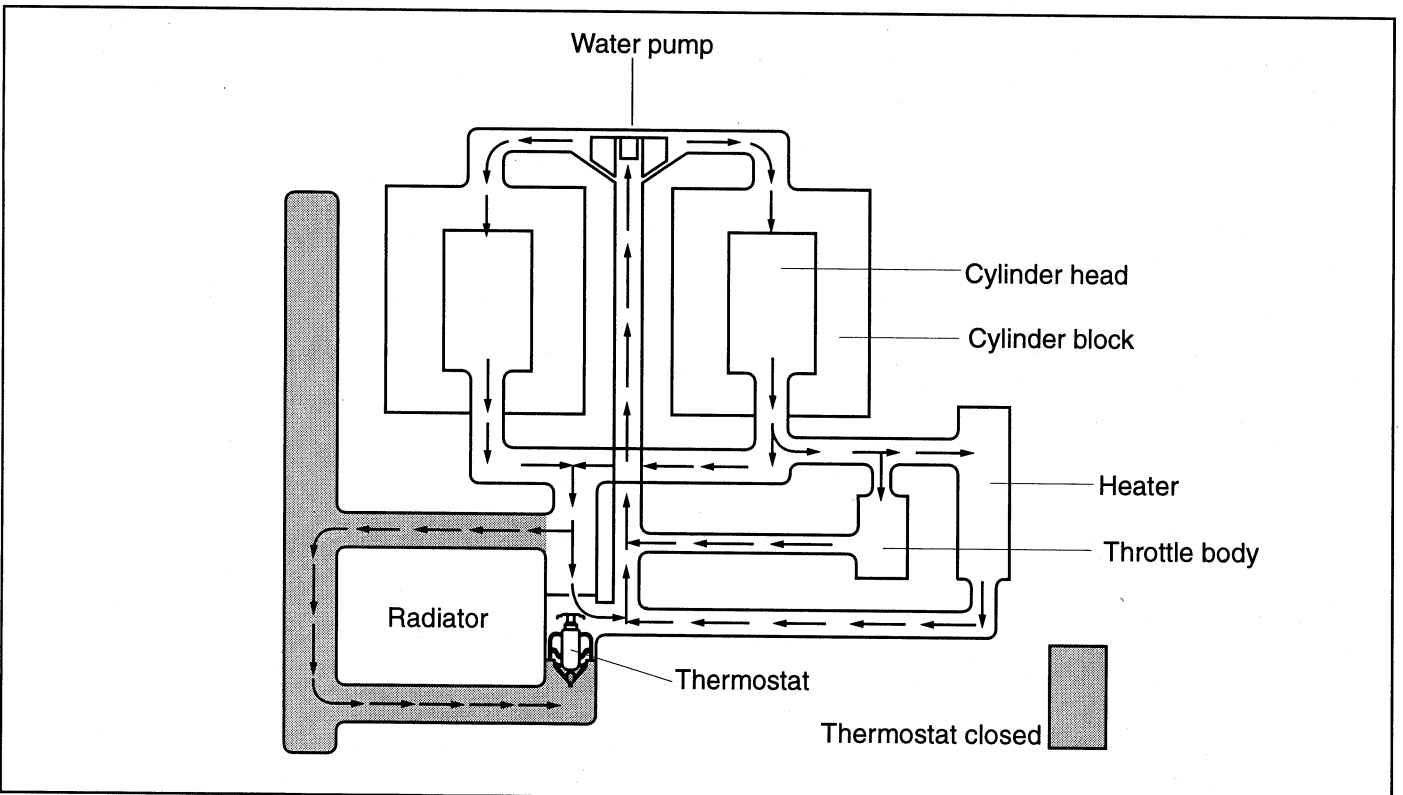 Water pump
Cylinder head
Cylinder block
Heater
Throttle body
Radiator
Thermostat
Thermostat closed